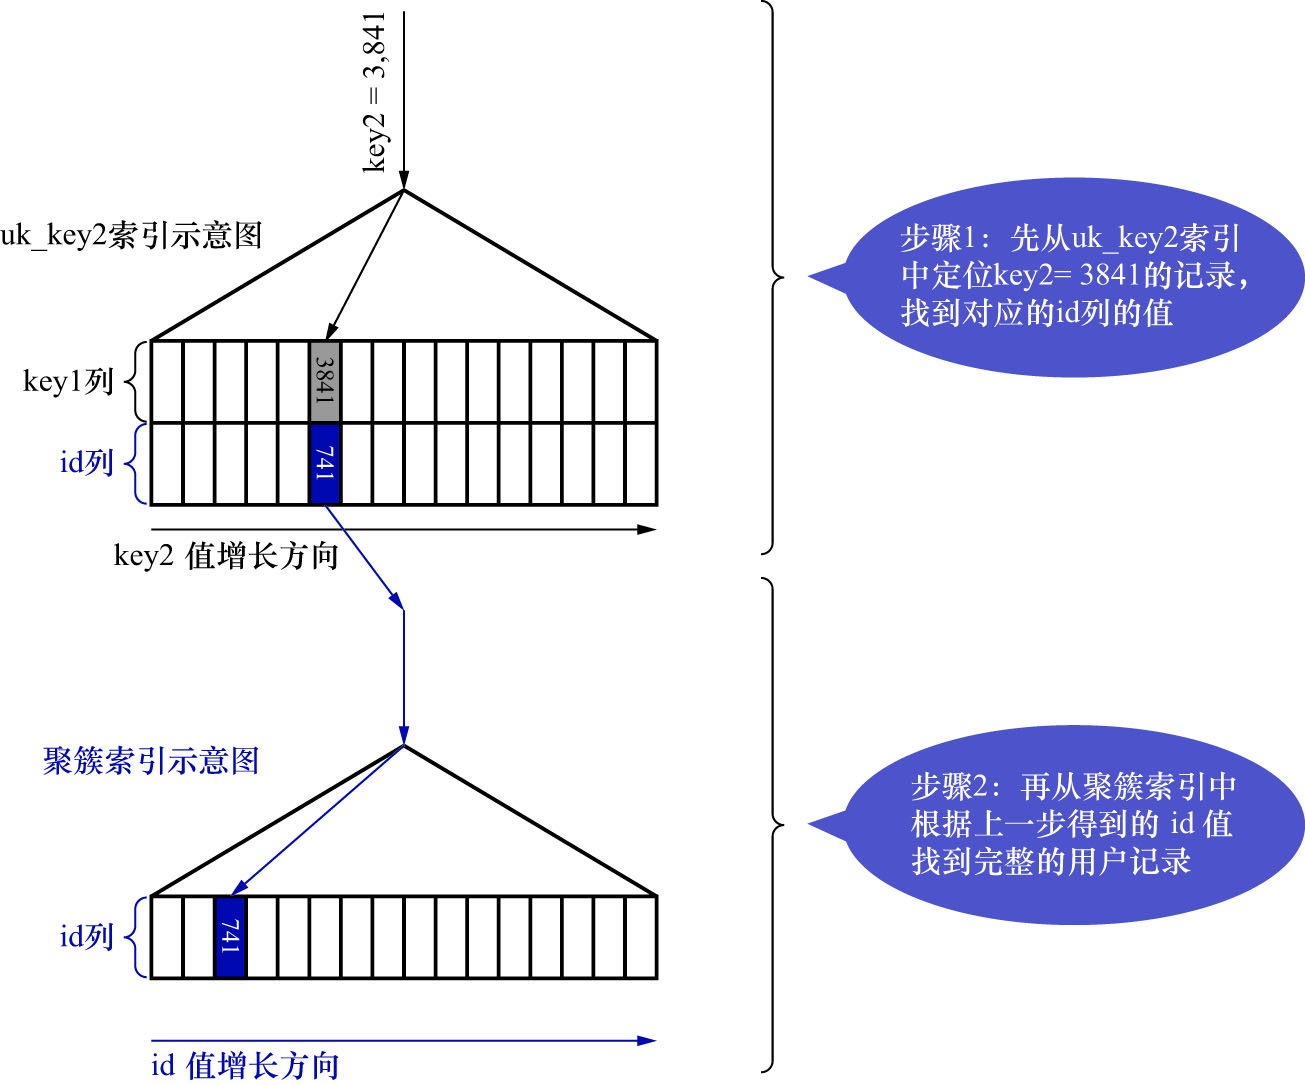 key2 = 3,841
uk_key2索引示意图
步骤1：先从uk_key2索引
中定位key2= 3841的记录，
找到对应的id列的值
key1列
3841
id列
741
key2 值增长方向
聚簇索引示意图
步骤2：再从聚簇索引中
根据上一步得到的 id 值
找到完整的用户记录
id列
741
id 值增长方向